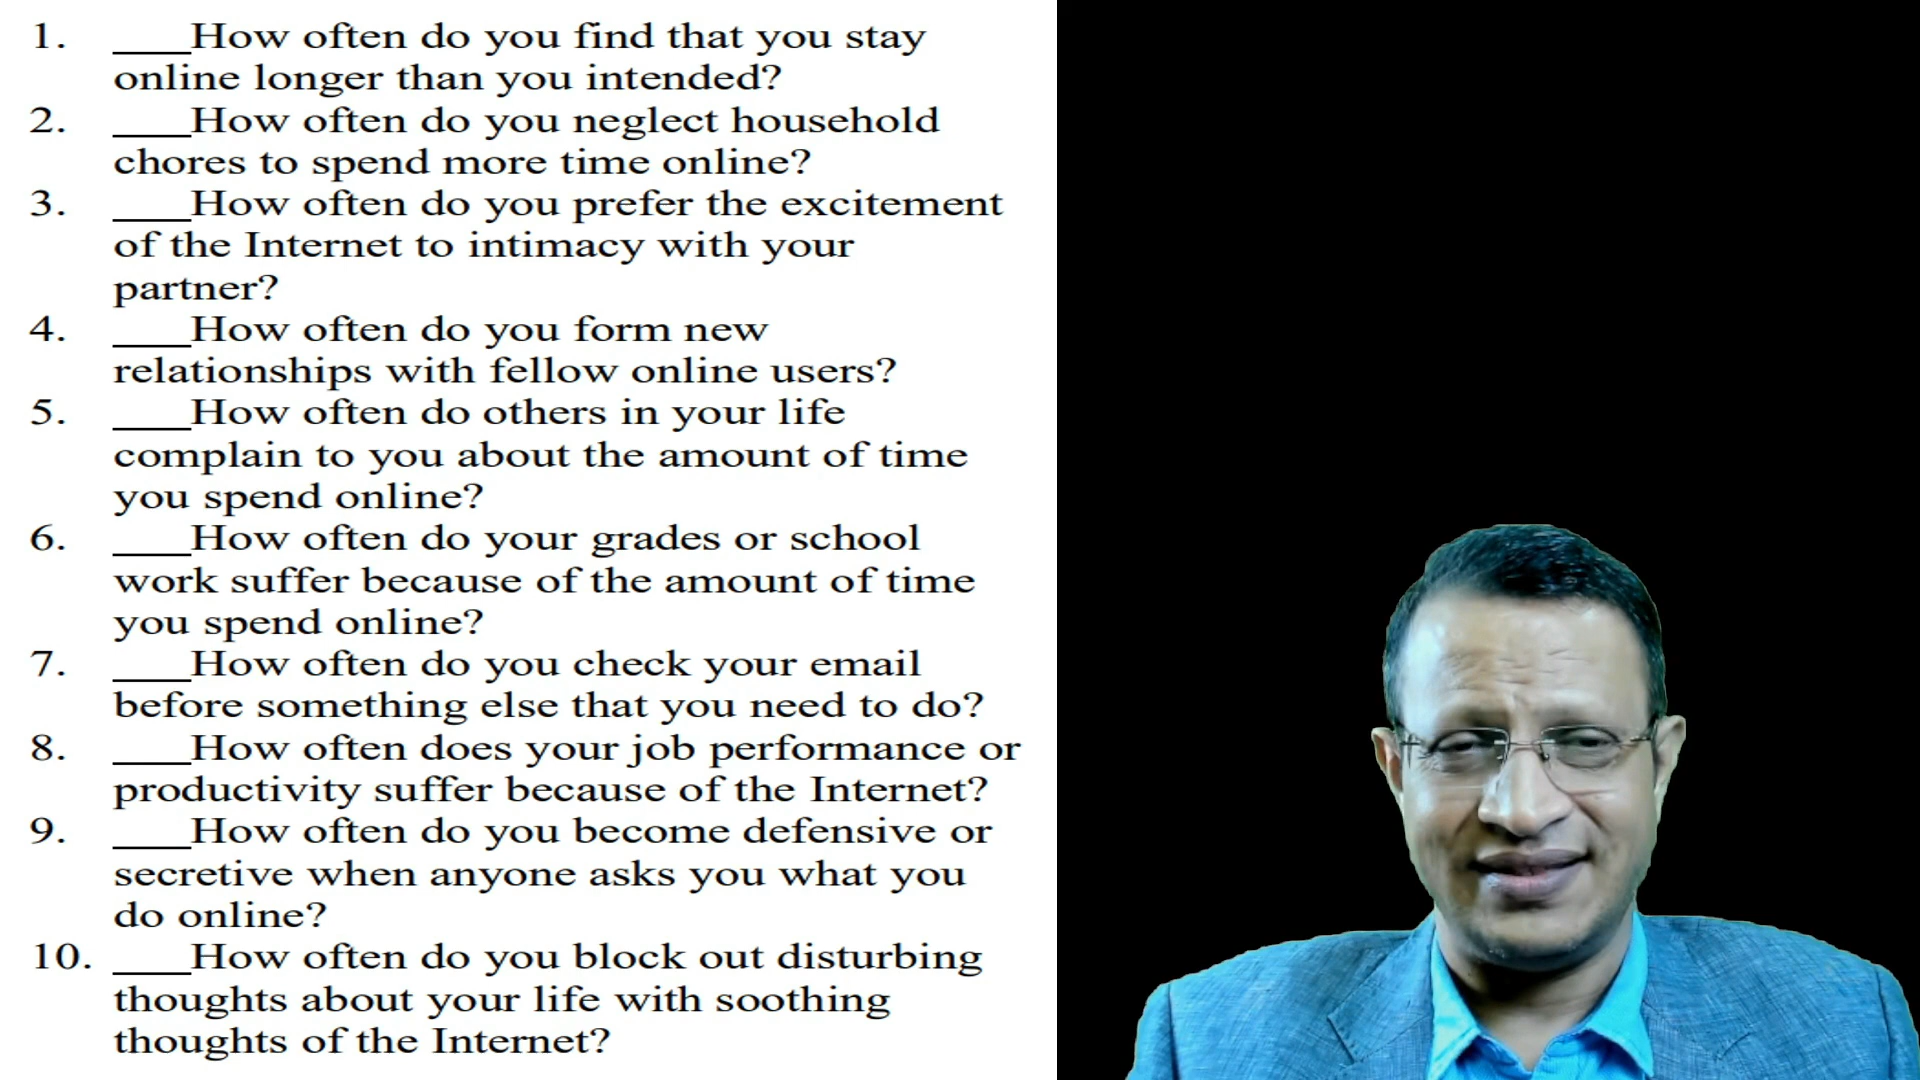 1. ____How often do you find that you stay
online longer than you intended?
2. ____How often do you neglect household
chores to spend more time online?
3. ____How often do you prefer the excitement
of the Internet to intimacy with your
partner?
4. ____How often do you form new
relationships with fellow online users?
5. ____How often do others in your life
complain to you about the amount of time
you spend online?
6. ____How often do your grades or school
work suffer because of the amount of time
you spend online?
7. ____How often do you check your email
before something else that you need to do?
8. ____How often does your job performance or
productivity suffer because of the Internet?
9. ____How often do you become defensive or
secretive when anyone asks you what you
do online?
10. ____How often do you block out disturbing
thoughts about your life with soothing
thoughts of the Internet?